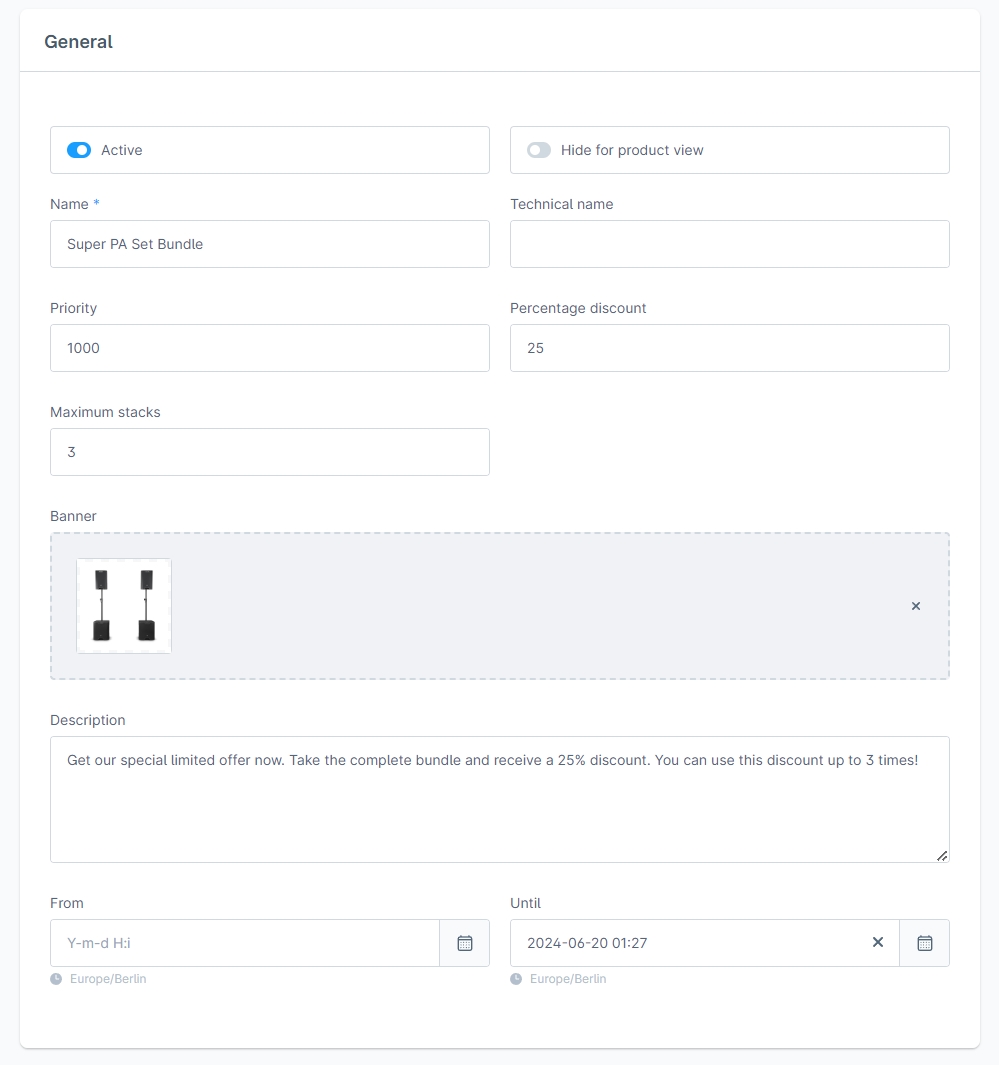 General
Active
Hide for product view
Name *
Technical name
Super PA Set Bundle
Priority
Percentage discount
1000
25
Maximum stacks
3
Banner
Description
Get our special limited offer now. Take the complete bundle and receive a 25% discount. You can use this discount up to 3 times!
From
Until
Y-m-d H:i
2024-06-20 01:27
Europe/Berlin
Europe/Berlin